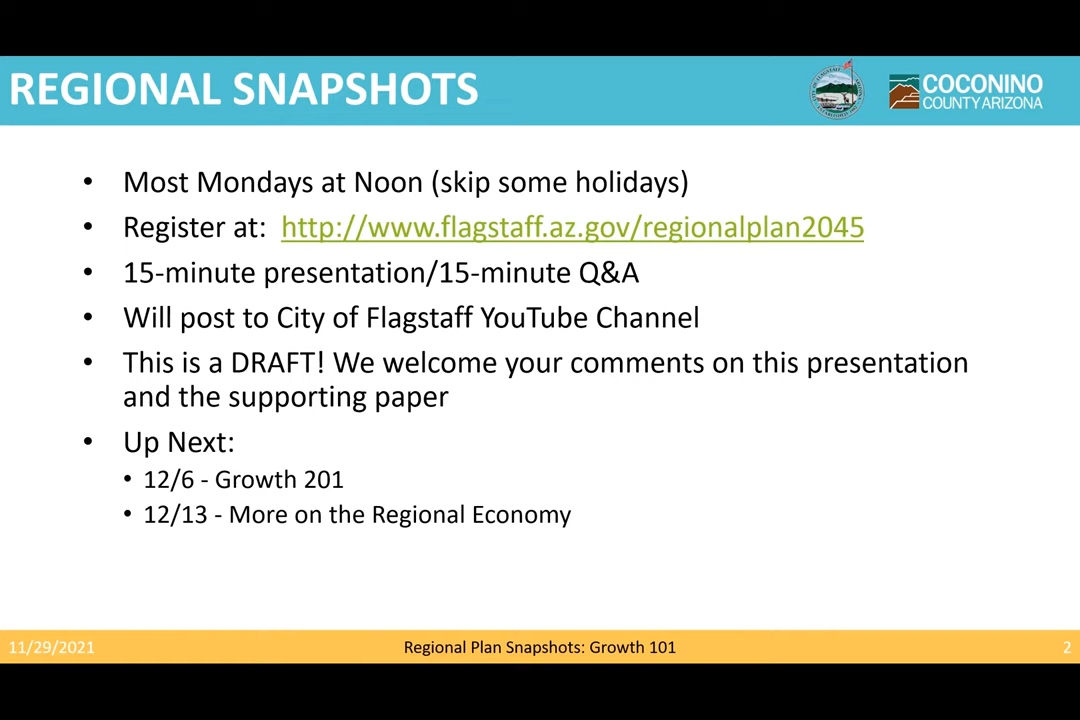 REGIONAL SNAPSHOTS
COCONINO
COUNTY ARIZONA
• Most Mondays at Noon (skip some holidays)
• Register at: http://www.flagstaff.az.gov/regionalplan2045
• 15-minute presentation/15-minute Q&A
• Will post to City of Flagstaff YouTube Channel
• This is a DRAFT! We welcome your comments on this presentation
and the supporting paper
• Up Next:
• 12/6 - Growth 201
• 12/13 - More on the Regional Economy
11/29/2021
Regional Plan Snapshots: Growth 101
2